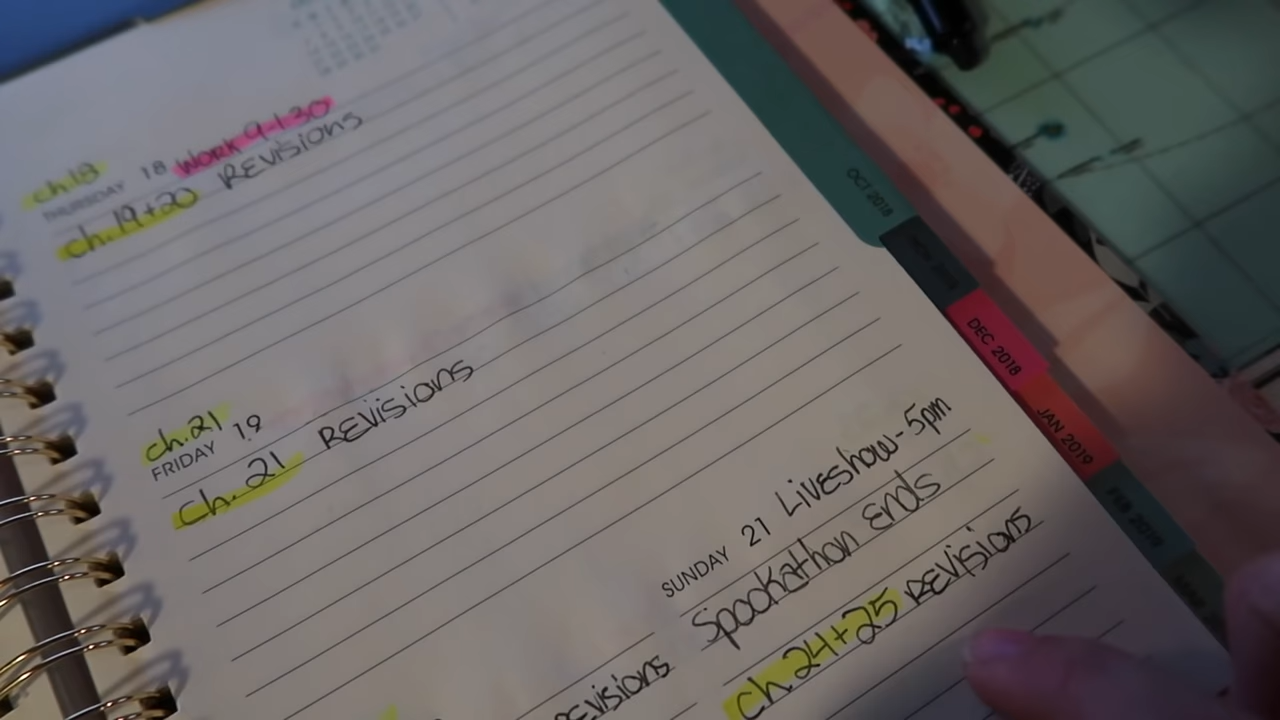 ch.18
THURSDAY 18 Work 9-1:30
ch. 19+20 REVISIONS
ch.21
FRIDAY 19
Ch. 21 REVISIONS
SUNDAY 21 Liveshow-5pm
Spookathon ends
ch 24+25 REVISIONS
REVISIONS
OCT 2018
NOV 2018
DEC 2018
JAN 2019
FEB 2019